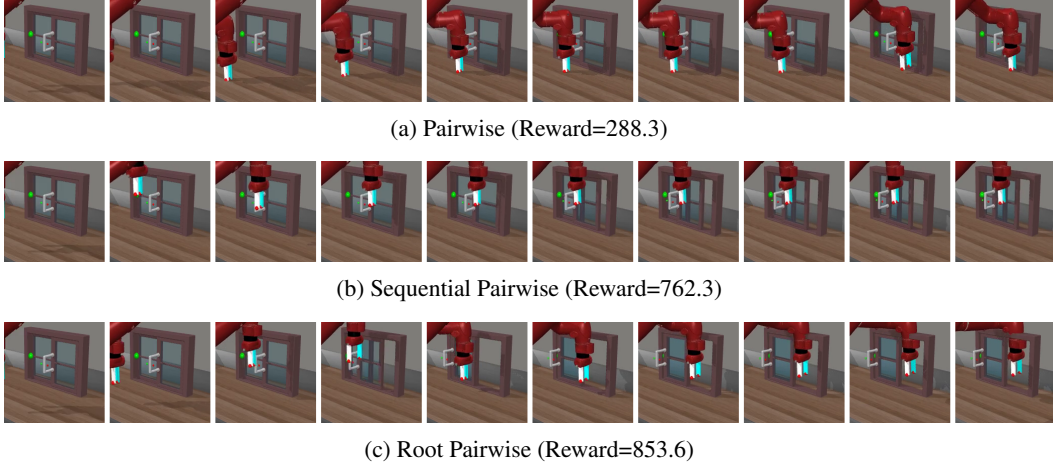 (a) Pairwise (Reward=288.3)
(b) Sequential Pairwise (Reward=762.3)
(c) Root Pairwise (Reward=853.6)